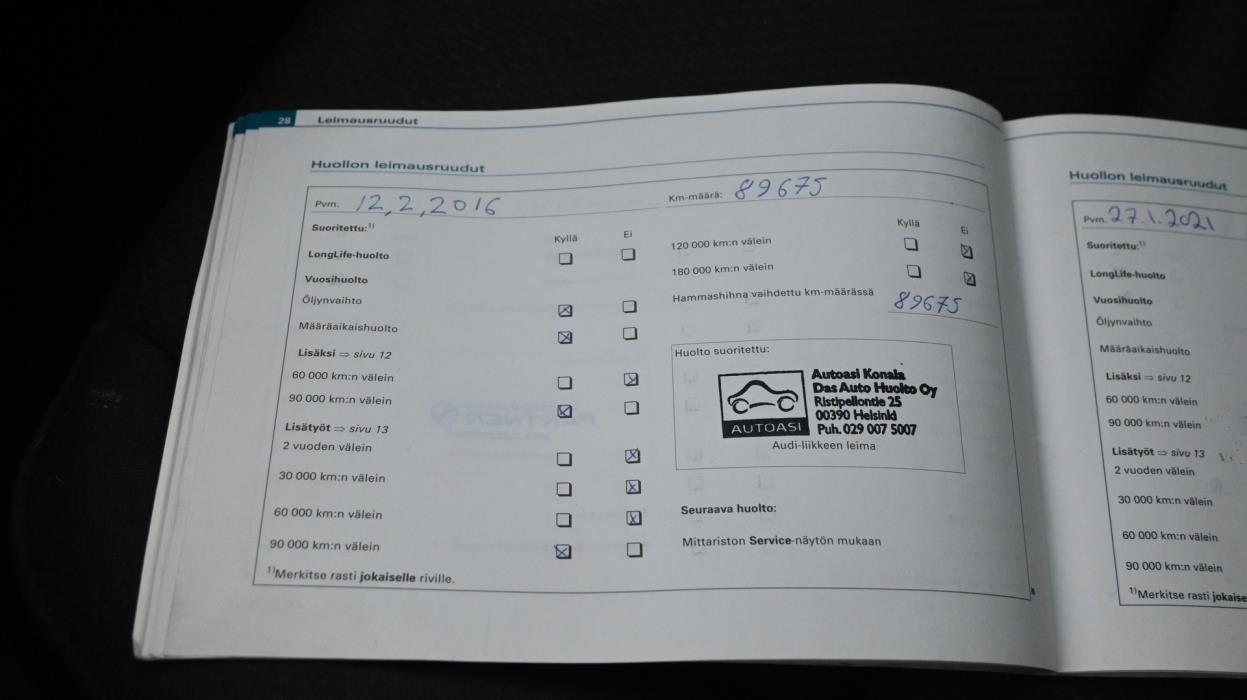 28 Leimausruudut
Huollon leimausruudut
Pvm. 12,2,2016
Suoritettu:1)
Kyllä Ei
LongLife-huolto
Vuosihuolto
Öljynvaihto
Määräaikaishuolto
Lisäksi ⇒ sivu 12
60 000 km:n välein
90 000 km:n välein
Lisätyöt ⇒ sivu 13
2 vuoden välein
30 000 km:n välein
60 000 km:n välein
90 000 km:n välein
1)Merkitse rasti jokaiselle riville.
Km-määrä: 89675
Kyllä Ei
120 000 km:n välein
180 000 km:n välein
Hammashihna vaihdettu km-määrässä
89675
Huolto suoritettu:
AUTOASI
Autoasi Konala
Das Auto Huolto Oy
Ristipellontie 25
00390 Helsinki
Puh. 029 007 5007
Audi-liikkeen leima
Seuraava huolto:
Mittariston Service-näytön mukaan
Huollon leimausruudut
Pvm. 27.1.2021
Suoritettu:1)
LongLife-huolto
Vuosihuolto
Öljynvaihto
Määräaikaishuolto
Lisäksi ⇒ sivu 12
60 000 km:n välein
90 000 km:n välein
Lisätyöt ⇒ sivu 13
2 vuoden välein
30 000 km:n välein
60 000 km:n välein
90 000 km:n välein
1)Merkitse rasti jokaise